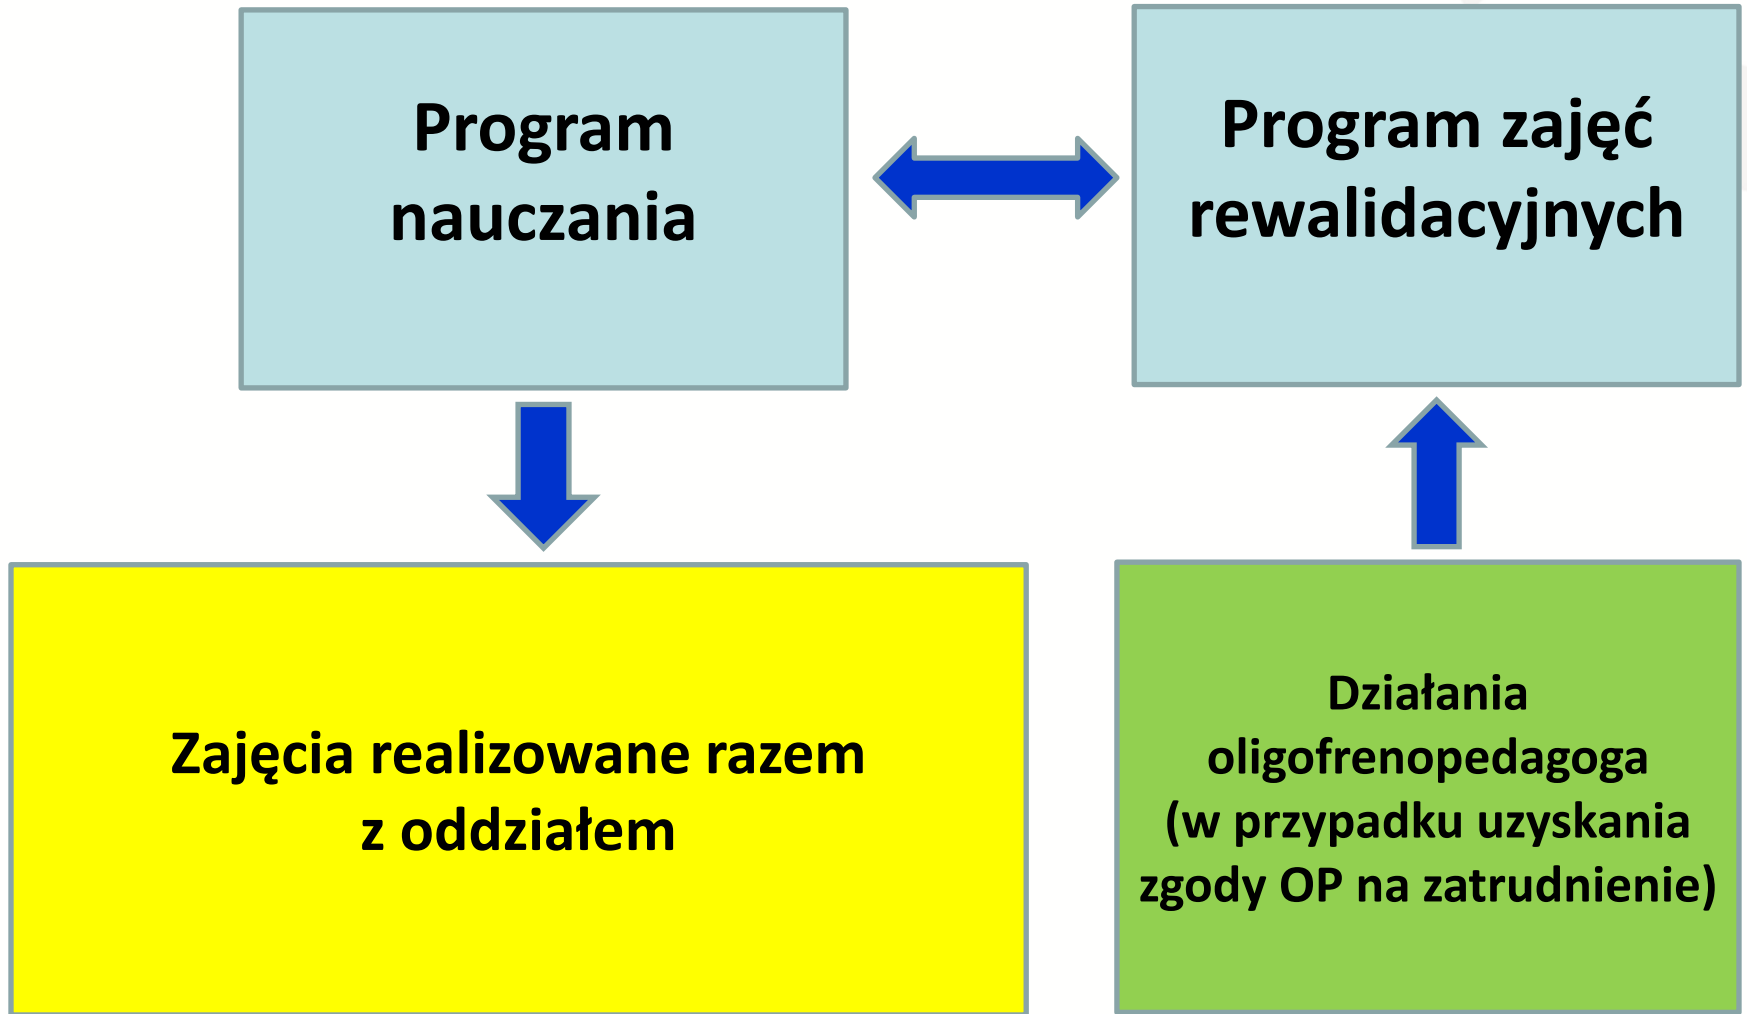 Program
nauczania
Program zajęć
rewalidacyjnych
Zajęcia realizowane razem
z oddziałem
Działania
oligofrenopedagoga
(w przypadku uzyskania
zgody OP na zatrudnienie)